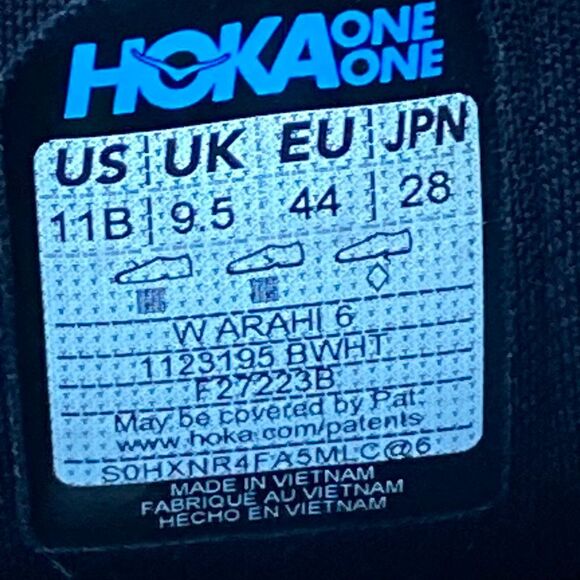 HOKA ONE ONE
US UK EU JPN
11B 9.5 44 28
W ARAHI 6
1123195 BWHT
F27223B
May be covered by Pat:
www.hoka.com/patents
S0HXNR4FA5MLC@6
MADE IN VIETNAM
FABRIQUÉ AU VIETNAM
HECHO EN VIETNAM